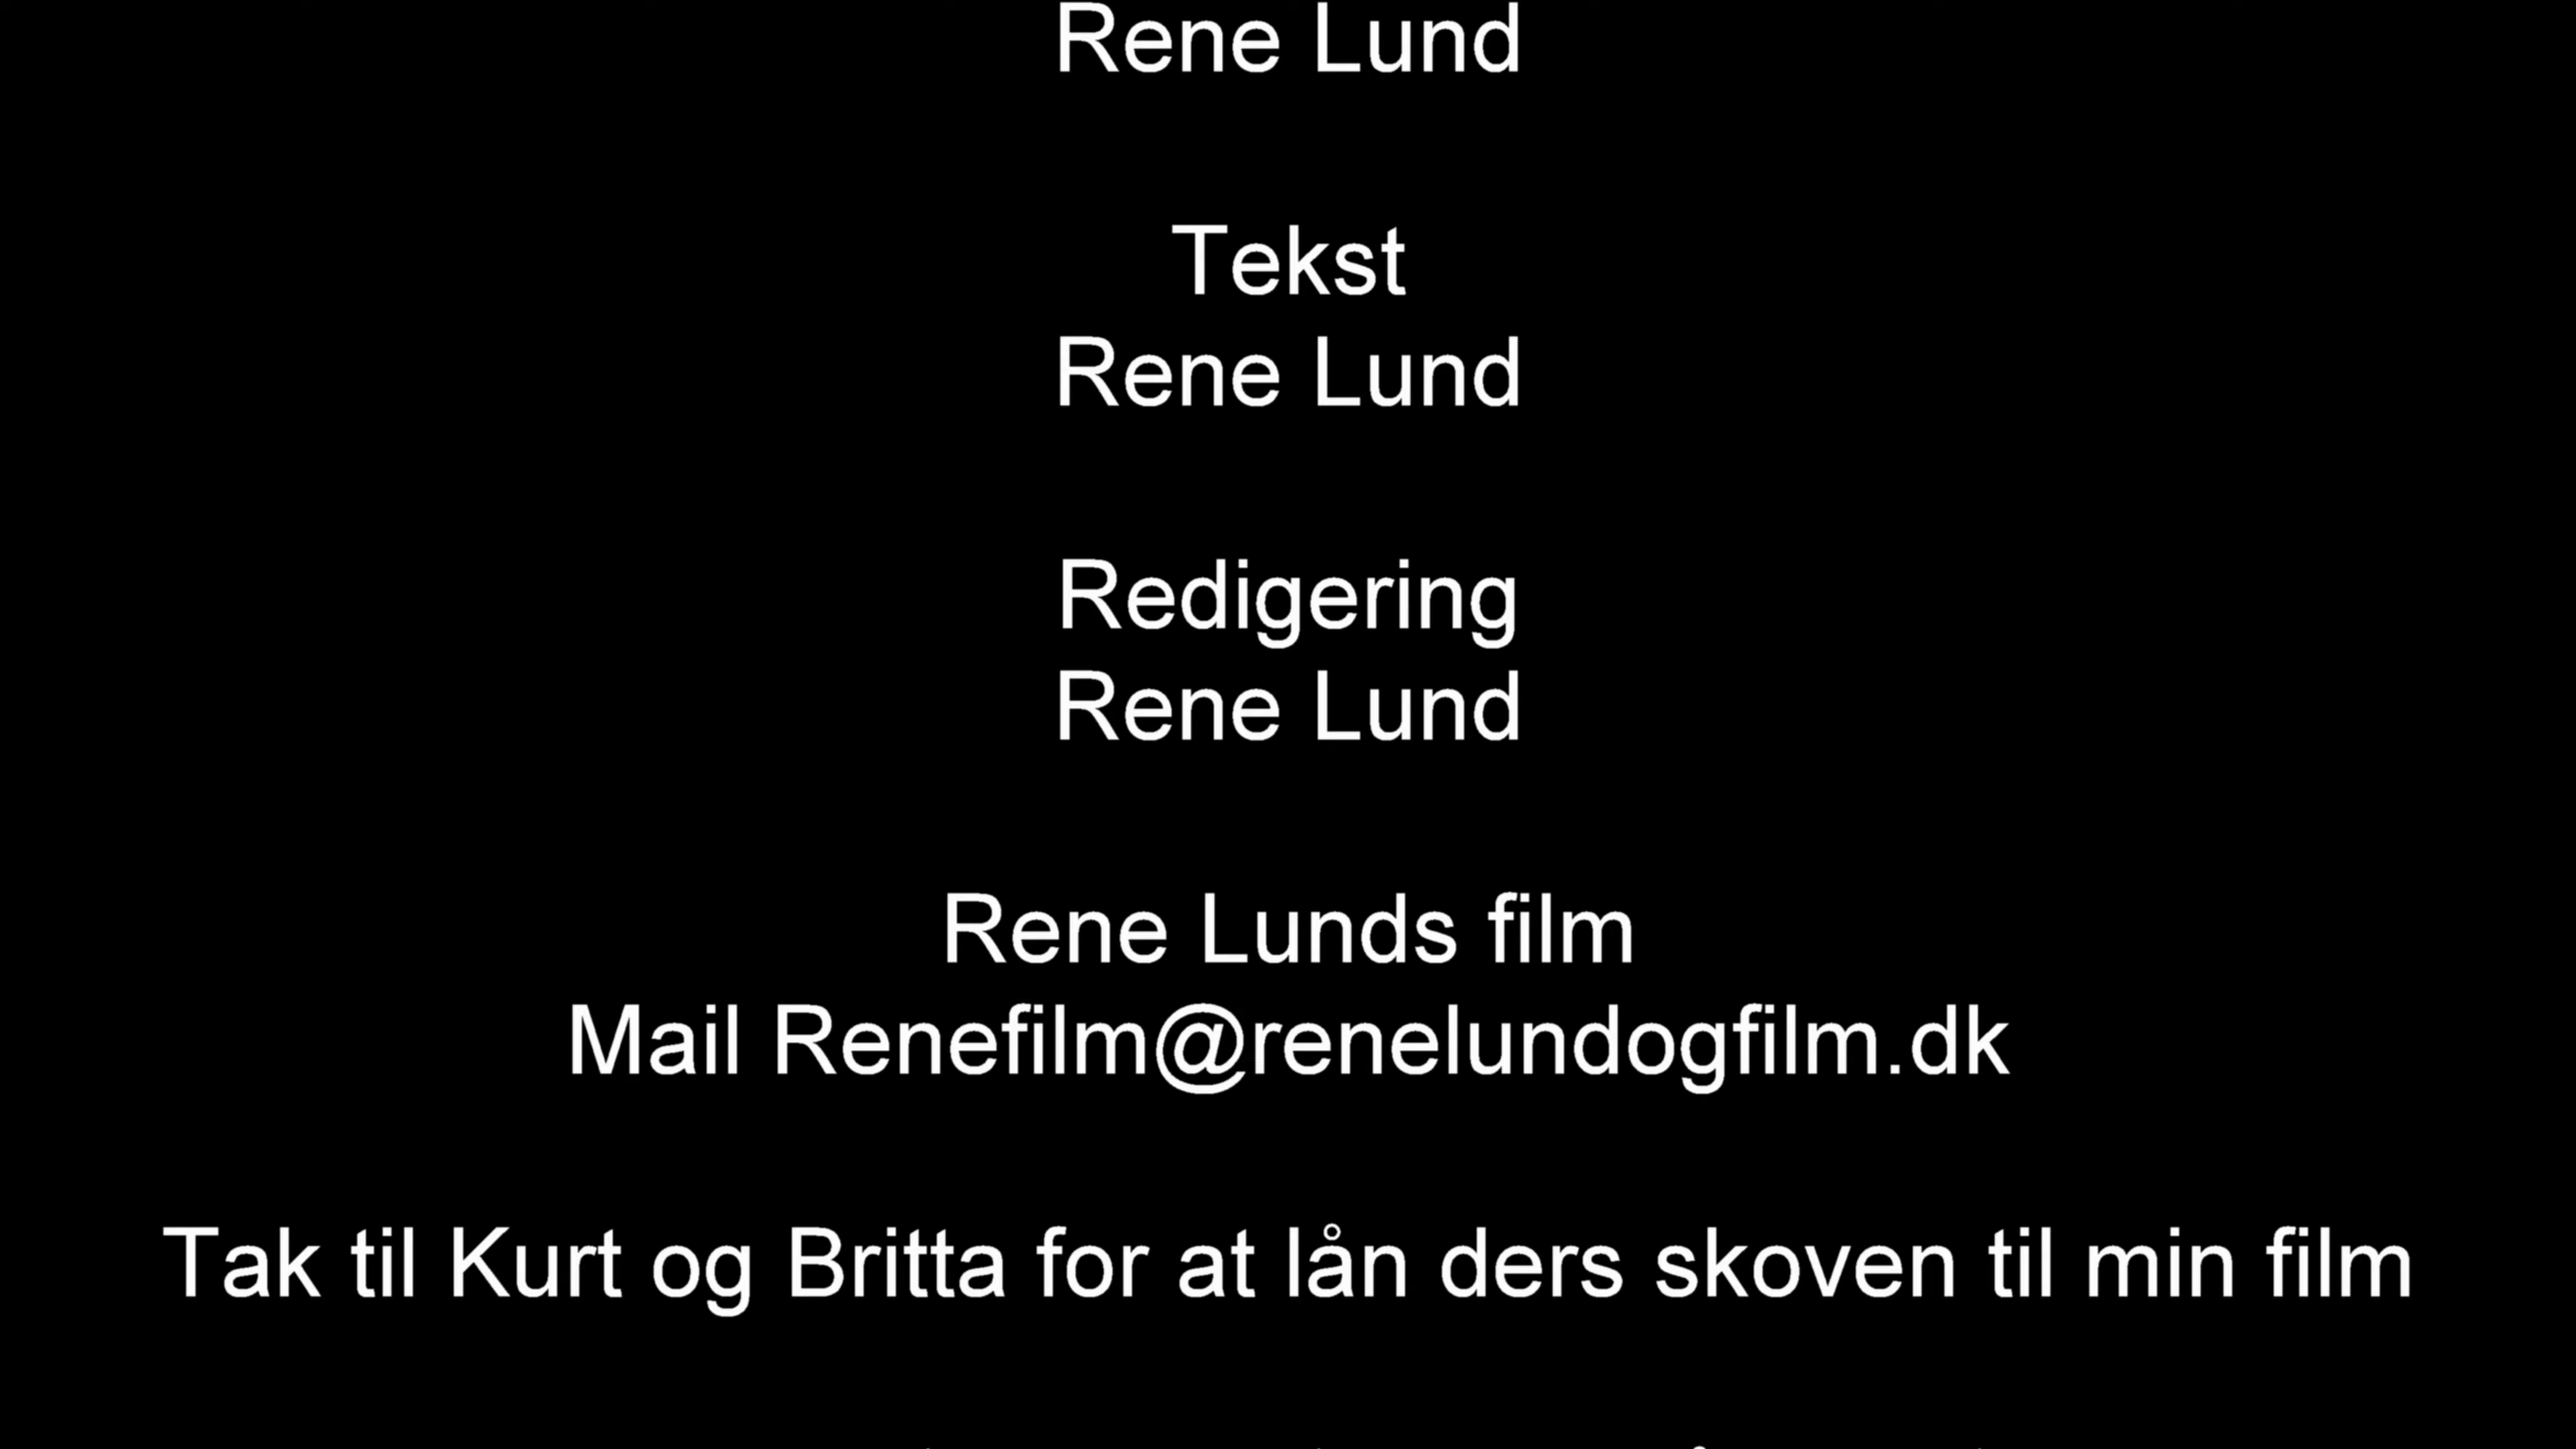 Rene Lund
Tekst
Rene Lund
Redigering
Rene Lund
Rene Lunds film
Mail Renefilm@renelundogfilm.dk
Tak til Kurt og Britta for at lån ders skoven til min film